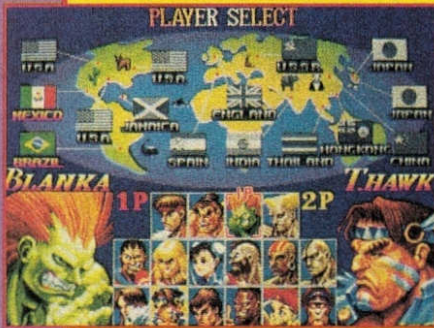 PLAYER SELECT
U.S.A
U.S.A
U.S.S.R
JAPAN
MEXICO
U.S.A
JAMAICA
ENGLAND
JAPAN
HONGKONG
BRAZIL
SPAIN
INDIA
THAILAND
CHINA
BLANKA
1P
2P
T.HAWK